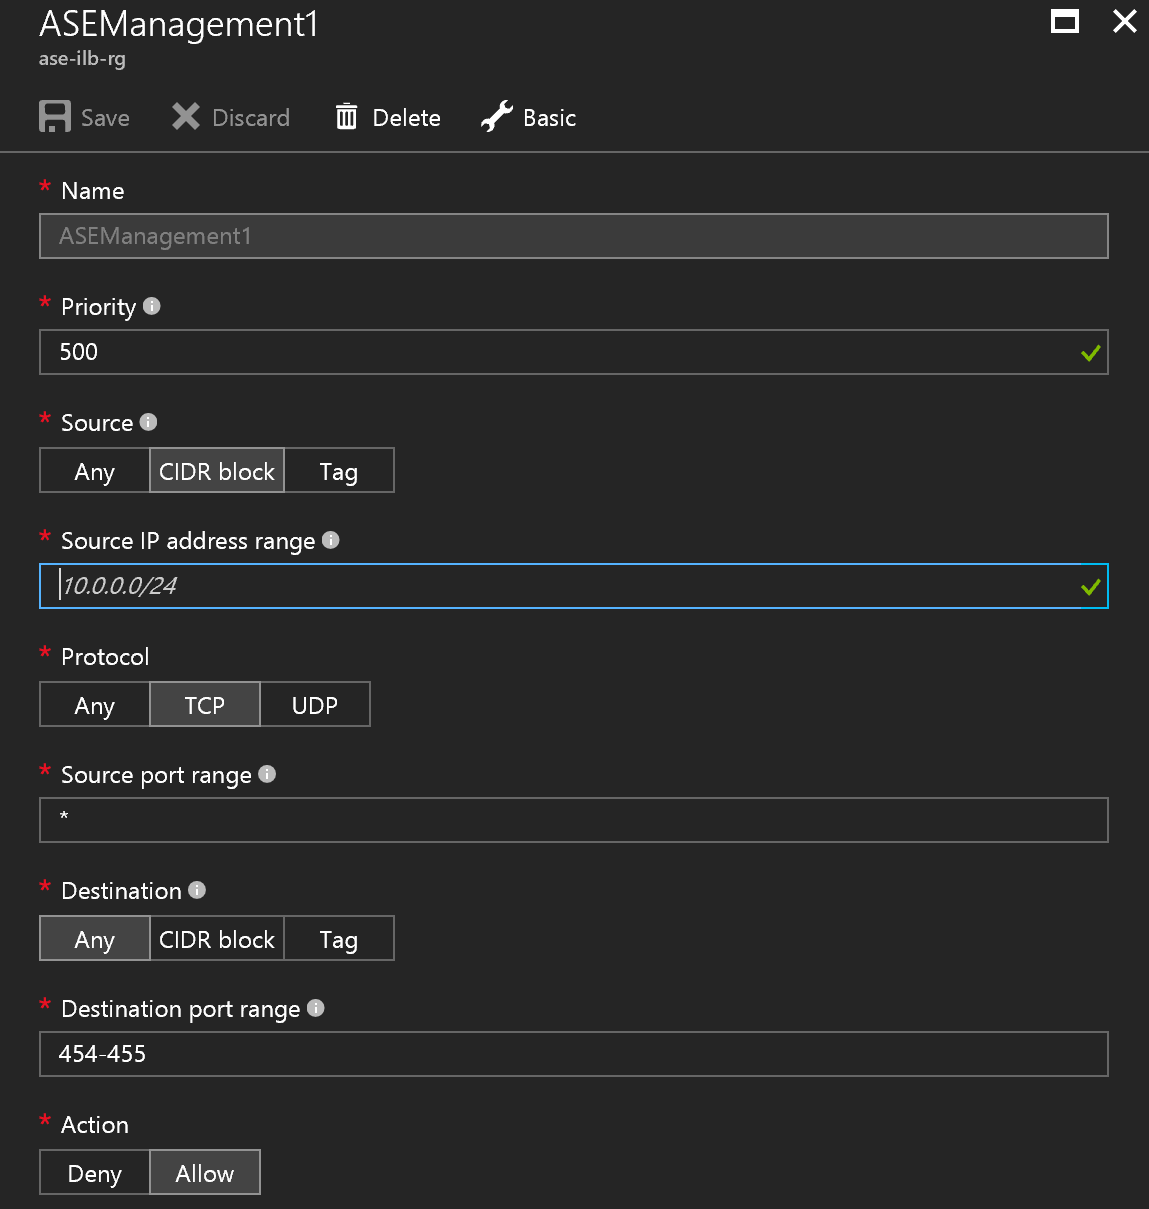 ASEManagement1
ase-ilb-rg
Save Discard Delete Basic
* Name
ASEManagement1
* Priority
500
* Source
Any CIDR block Tag
* Source IP address range
10.0.0.0/24
* Protocol
Any TCP UDP
* Source port range
*
* Destination
Any CIDR block Tag
* Destination port range
454-455
* Action
Deny Allow